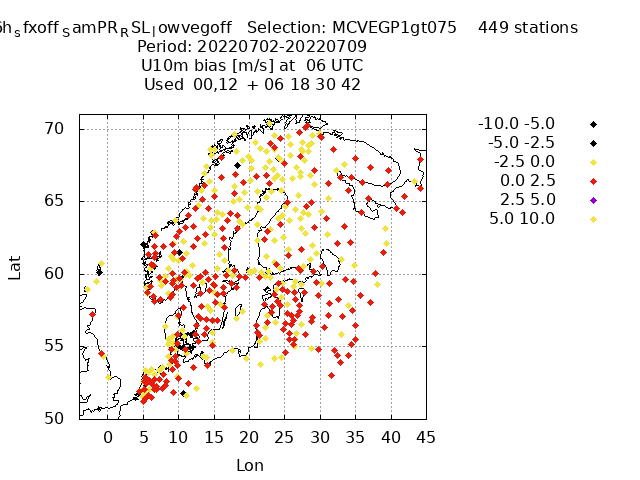 6h_sfxoff_SamPR_RSL_lowvegoff Selection: MCVEGP1gt075 449 stations
Period: 20220702-20220709
U10m bias [m/s] at 06 UTC
Used 00,12 + 06 18 30 42
-10.0 -5.0
-5.0 -2.5
-2.5 0.0
0.0 2.5
2.5 5.0
5.0 10.0
70
65
60
55
50
Lat
0 5 10 15 20 25 30 35 40 45
Lon